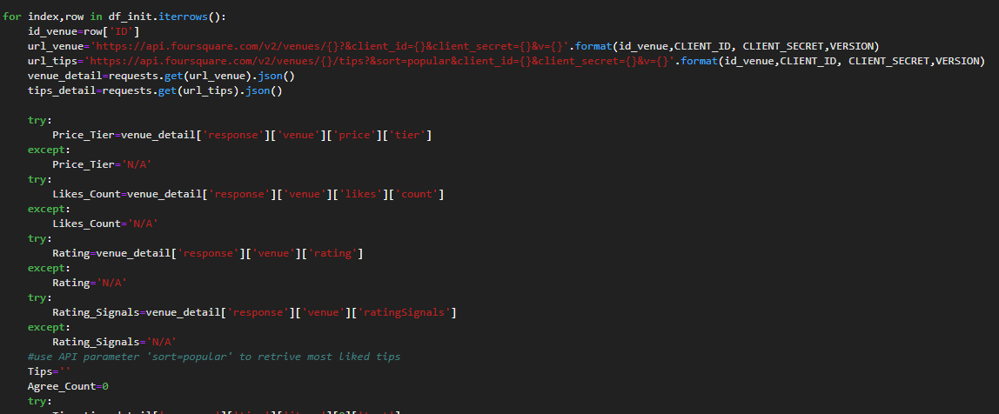 for index,row in df_init.iterrows():
    id_venue=row['ID']
    url_venue='https://api.foursquare.com/v2/venues/{}?&client_id={}&client_secret={}&v={}'.format(id_venue,CLIENT_ID, CLIENT_SECRET,VERSION)
    url_tips='https://api.foursquare.com/v2/venues/{}/tips?&sort=popular&client_id={}&client_secret={}&v={}'.format(id_venue,CLIENT_ID, CLIENT_SECRET,VERSION)
    venue_detail=requests.get(url_venue).json()
    tips_detail=requests.get(url_tips).json()

    try:
        Price_Tier=venue_detail['response']['venue']['price']['tier']
    except:
        Price_Tier='N/A'
    try:
        Likes_Count=venue_detail['response']['venue']['likes']['count']
    except:
        Likes_Count='N/A'
    try:
        Rating=venue_detail['response']['venue']['rating']
    except:
        Rating='N/A'
    try:
        Rating_Signals=venue_detail['response']['venue']['ratingSignals']
    except:
        Rating_Signals='N/A'
    #use API parameter 'sort=popular' to retrive most liked tips
    Tips=''
    Agree_Count=0
    try: